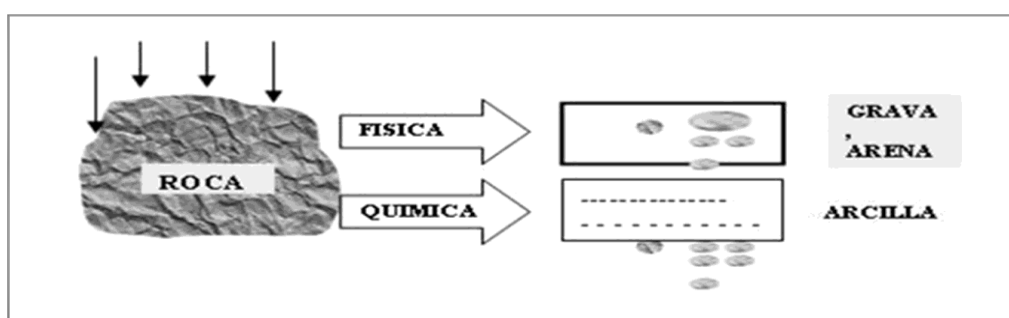 ROCA
FISICA
QUIMICA
GRAVA
,
ARENA
ARCILLA